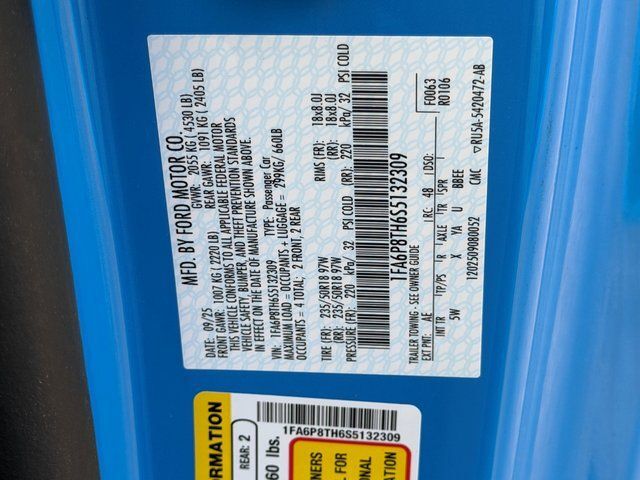 MFD. BY FORD MOTOR CO.
DATE: 09/25 GVWR: 2055 KG ( 4530 LB)
FRONT GAWR: 1007 KG ( 2220 LB) REAR GAWR: 1091 KG ( 2405 LB)
THIS VEHICLE CONFORMS TO ALL APPLICABLE FEDERAL MOTOR
VEHICLE SAFETY, BUMPER, AND THEFT PREVENTION STANDARDS
IN EFFECT ON THE DATE OF MANUFACTURE SHOWN ABOVE.
VIN: 1FA6P8TH6S5132309 TYPE: Passenger Car
MAXIMUM LOAD = OCCUPANTS + LUGGAGE = 299KG/ 660LB
OCCUPANTS = 4 TOTAL; 2 FRONT, 2 REAR
TIRE (FR): 235/50R18 97W RIMS (FR): 18x8.0J
(RR): 235/50R18 97W (RR): 18x8.0J
PRESSURE (FR): 220 kPa/ 32 PSI COLD (RR): 220 kPa/ 32 PSI COLD
1FA6P8TH6S5132309
TRAILER TOWING - SEE OWNER GUIDE F0063
EXT PNT: AE RC: 48 DSO: R0106
INT TR TP/PS R AXLE TR SPR
5W X YA U BBEE
120250908O052 CMC ▽RU5A-5420472-AB
ORMATION
REAR: 2
60 lbs.
1FA6P8TH6S5132309